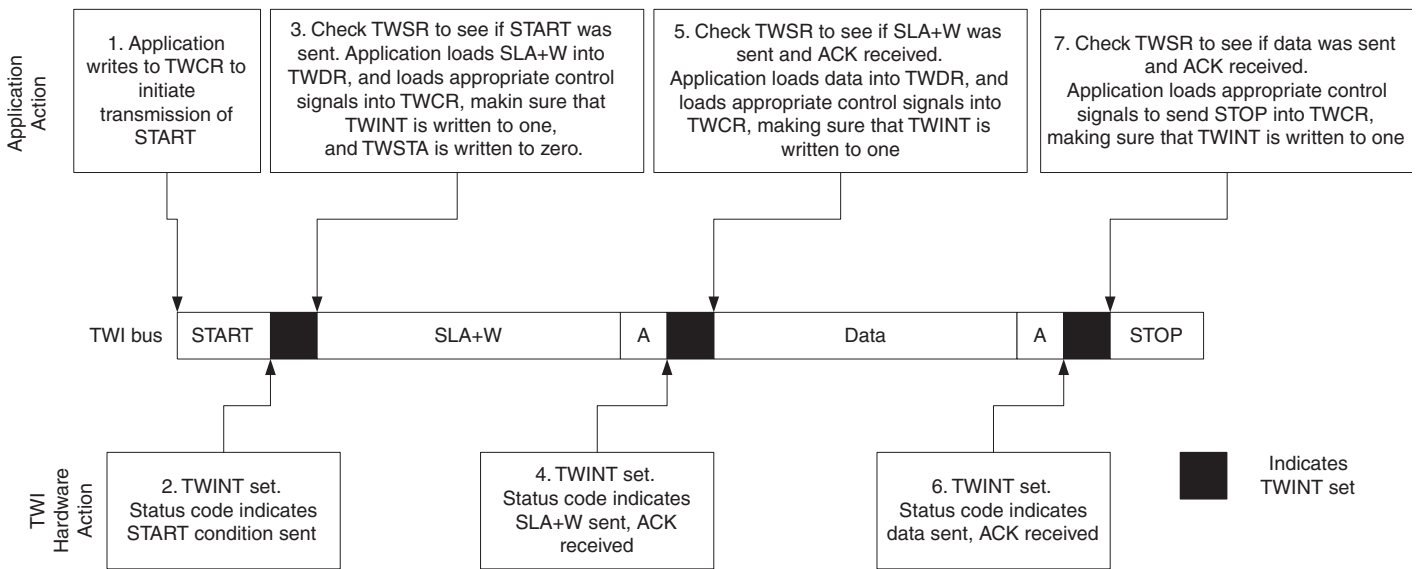 Application
Action
1. Application
writes to TWCR to
initiate
transmission of
START
3. Check TWSR to see if START was
sent. Application loads SLA+W into
TWDR, and loads appropriate control
signals into TWCR, makin sure that
TWINT is written to one,
and TWSTA is written to zero.
5. Check TWSR to see if SLA+W was
sent and ACK received.
Application loads data into TWDR, and
loads appropriate control signals into
TWCR, making sure that TWINT is
written to one
7. Check TWSR to see if data was sent
and ACK received.
Application loads appropriate control
signals to send STOP into TWCR,
making sure that TWINT is written to one
TWI bus
START
SLA+W
A
Data
A
STOP
TWI
Hardware
Action
2. TWINT set.
Status code indicates
START condition sent
4. TWINT set.
Status code indicates
SLA+W sent, ACK
received
6. TWINT set.
Status code indicates
data sent, ACK received
Indicates
TWINT set